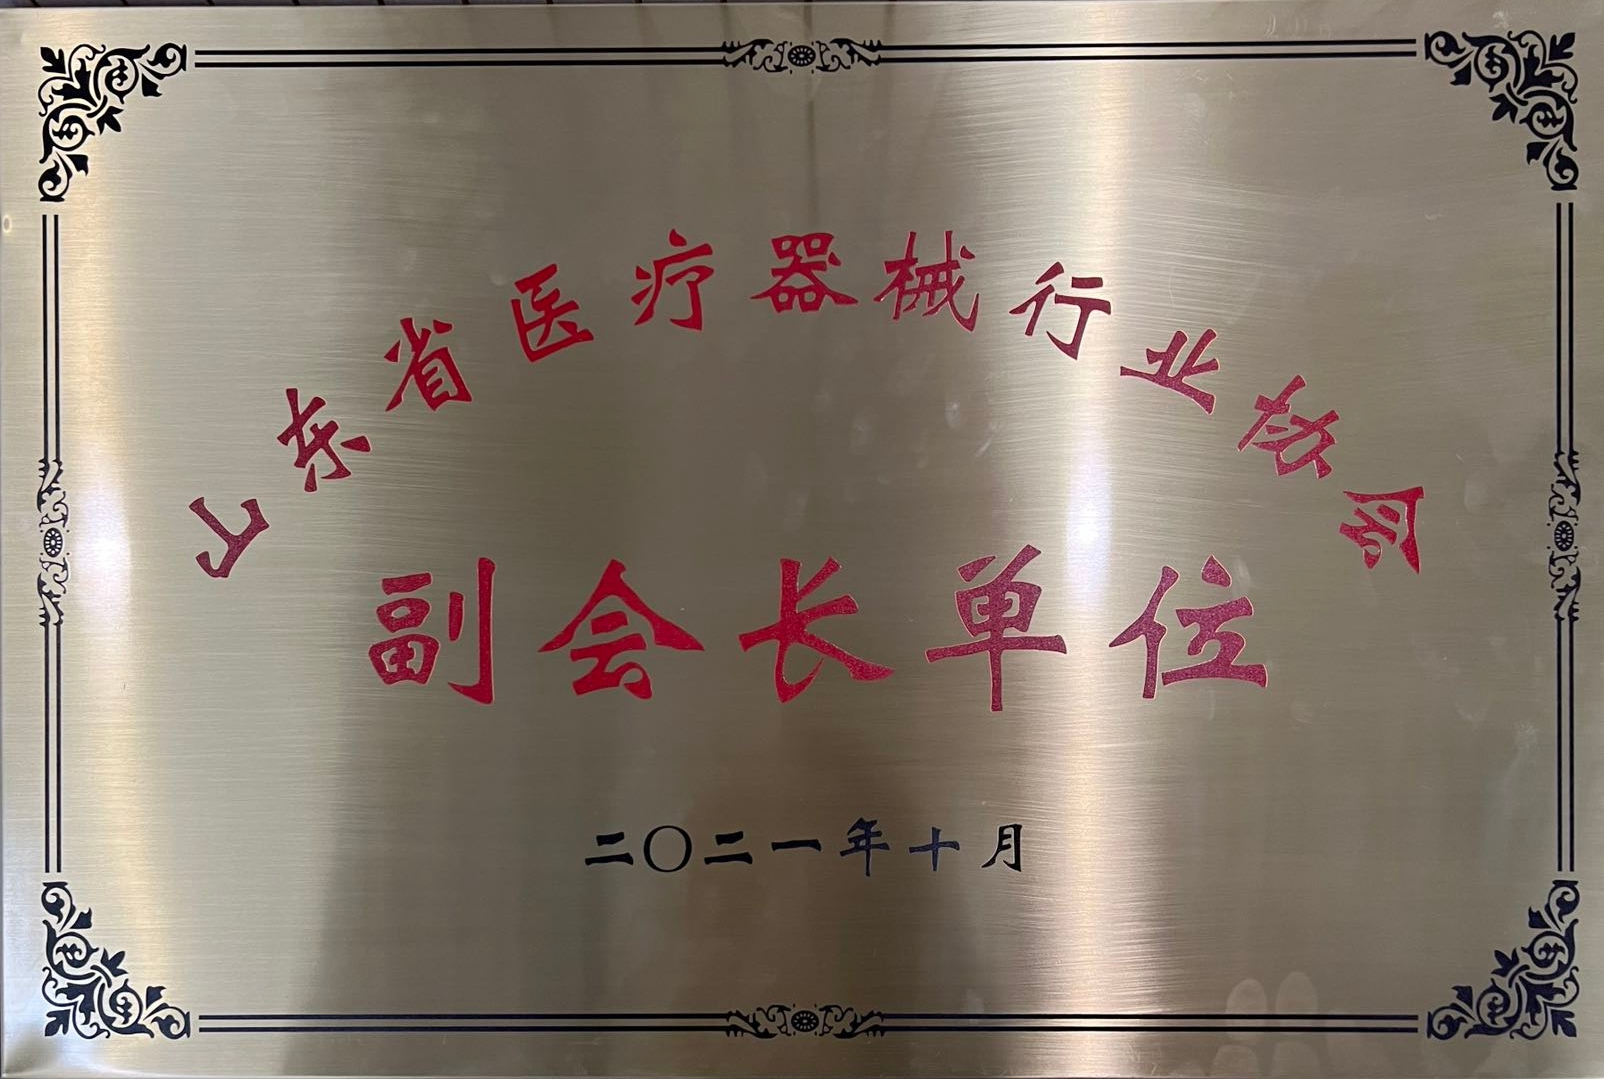 广东省医疗器械行业协会
副会长单位
二〇二一年十月